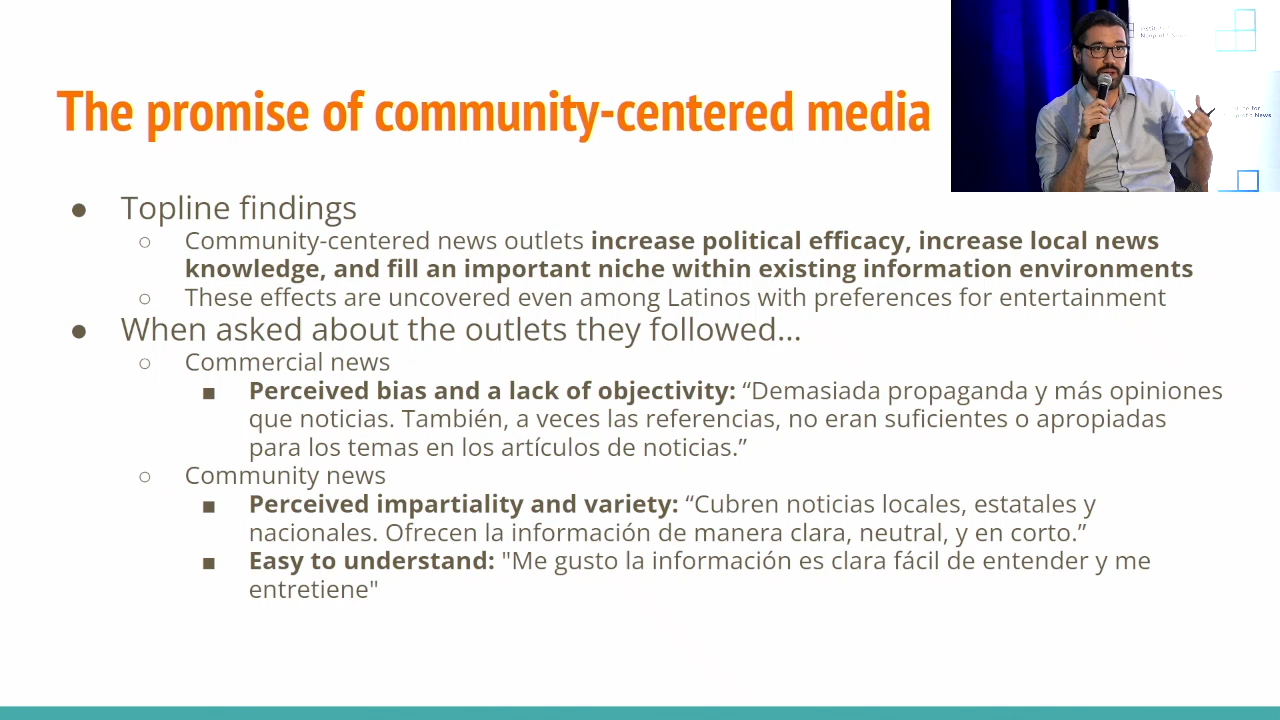 The promise of community-centered media
● Topline findings
○ Community-centered news outlets increase political efficacy, increase local news
knowledge, and fill an important niche within existing information environments
○ These effects are uncovered even among Latinos with preferences for entertainment
● When asked about the outlets they followed...
○ Commercial news
■ Perceived bias and a lack of objectivity: “Demasiada propaganda y más opiniones
que noticias. También, a veces las referencias, no eran suficientes o apropiadas
para los temas en los artículos de noticias.”
○ Community news
■ Perceived impartiality and variety: “Cubren noticias locales, estatales y
nacionales. Ofrecen la información de manera clara, neutral, y en corto.”
■ Easy to understand: "Me gusto la información es clara fácil de entender y me
entretiene"
News